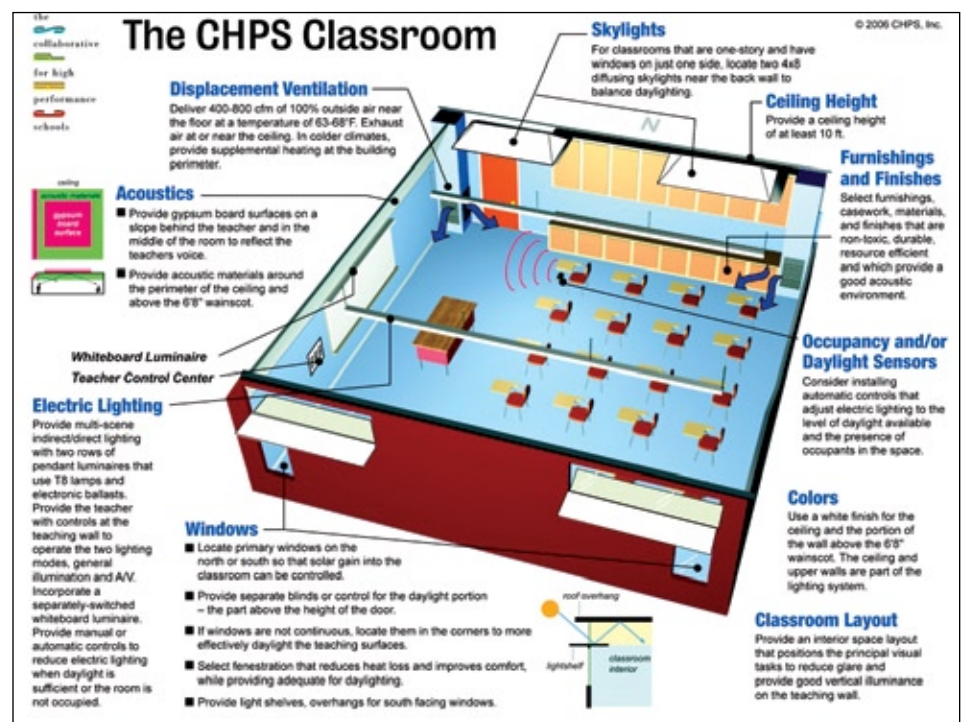 the
collaborative
for high
performance
schools
The CHPS Classroom
© 2006 CHPS, Inc.
Skylights
For classrooms that are one-story and have
windows on just one side, locate two 4x8
diffusing skylights near the back wall to
balance daylighting.
Displacement Ventilation
Deliver 400-800 cfm of 100% outside air near
the floor at a temperature of 63-68°F. Exhaust
air at or near the ceiling. In colder climates,
provide supplemental heating at the building
perimeter.
Ceiling Height
Provide a ceiling height
of at least 10 ft.
N
Furnishings
and Finishes
Select furnishings,
casework, materials,
and finishes that are
non-toxic, durable,
resource efficient
and which provide a
good acoustic
environment.
ceiling
acoustic materials
gypsum
board
surface
Acoustics
■ Provide gypsum board surfaces on a
slope behind the teacher and in the
middle of the room to reflect the
teachers voice.
■ Provide acoustic materials around
the perimeter of the ceiling and
above the 6'8" wainscot.
Whiteboard Luminaire
Teacher Control Center
Occupancy and/or
Daylight Sensors
Consider installing
automatic controls that
adjust electric lighting to the
level of daylight available
and the presence of
occupants in the space.
Electric Lighting
Provide multi-scene
indirect/direct lighting
with two rows of
pendant luminaires that
use T8 lamps and
electronic ballasts.
Provide the teacher
with controls at the
teaching wall to
operate the two lighting
modes, general
illumination and A/V.
Incorporate a
separately-switched
whiteboard luminaire.
Provide manual or
automatic controls to
reduce electric lighting
when daylight is
sufficient or the room is
not occupied.
Windows
■ Locate primary windows on the
north or south so that solar gain into the
classroom can be controlled.
■ Provide separate blinds or control for the daylight portion
– the part above the height of the door.
■ If windows are not continuous, locate them in the corners to more
effectively daylight the teaching surfaces.
■ Select fenestration that reduces heat loss and improves comfort,
while providing adequate for daylighting.
■ Provide light shelves, overhangs for south facing windows.
roof overhang
lightshelf
classroom
interior
Colors
Use a white finish for the
ceiling and the portion of
the wall above the 6'8"
wainscot. The ceiling and
upper walls are part of the
lighting system.
Classroom Layout
Provide an interior space layout
that positions the principal visual
tasks to reduce glare and
provide good vertical illuminance
on the teaching wall.